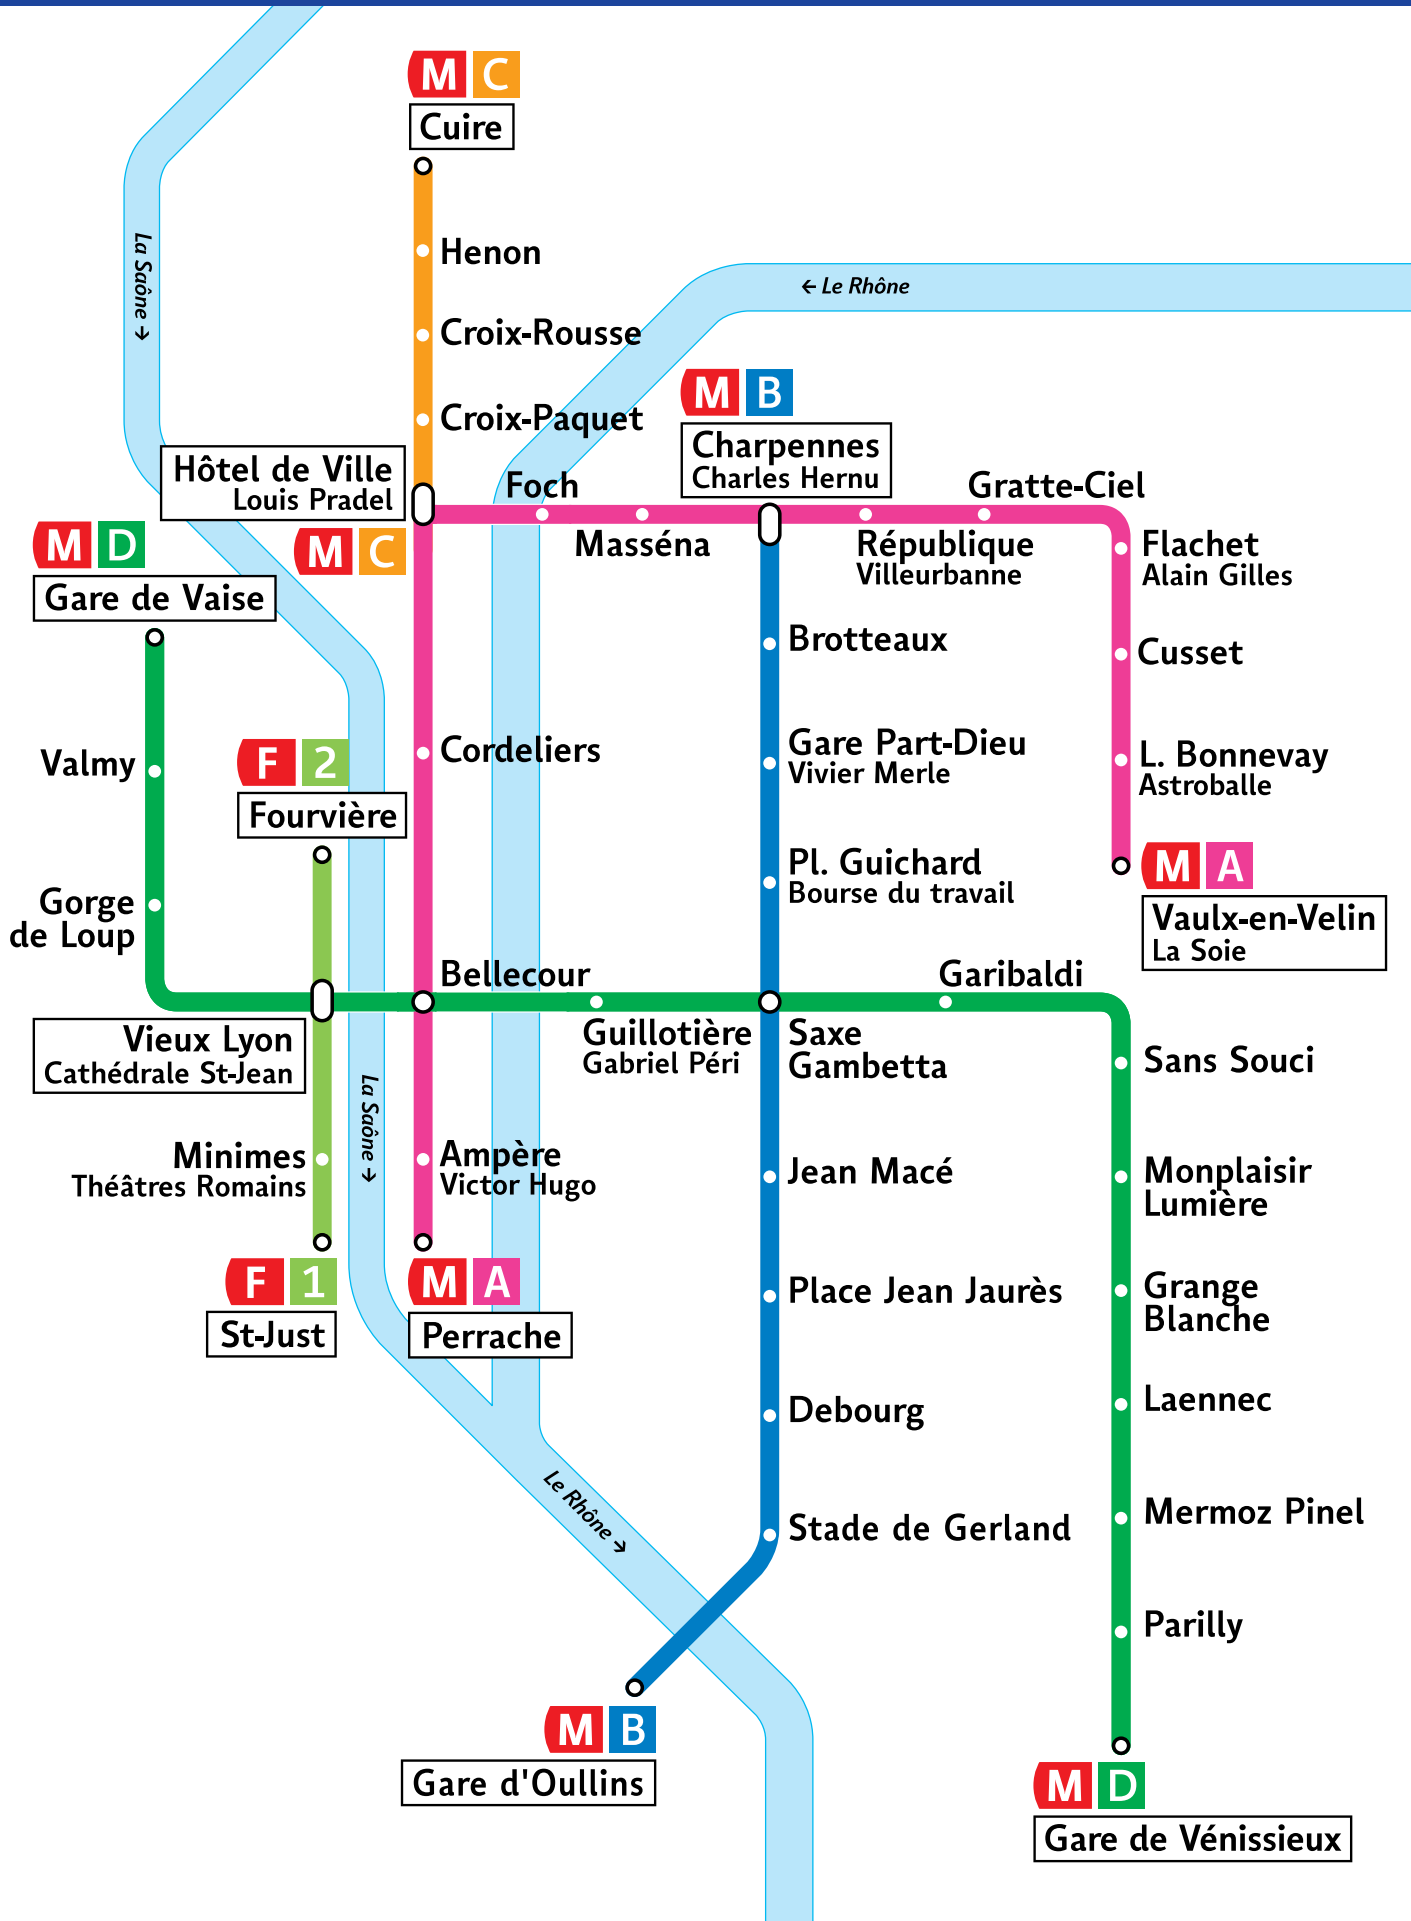 M C
Cuire
Henon
La Saône →
← Le Rhône
Croix-Rousse
M B
Croix-Paquet
Charpennes
Charles Hernu
Hôtel de Ville
Louis Pradel
Foch
Gratte-Ciel
M D
M C
Masséna
République
Villeurbanne
Flachet
Alain Gilles
Gare de Vaise
Brotteaux
Cusset
Valmy
F 2
Cordeliers
Gare Part-Dieu
Vivier Merle
L. Bonnevay
Astroballe
Fourvière
Pl. Guichard
Bourse du travail
M A
Gorge
de Loup
Vaulx-en-Velin
La Soie
Bellecour
Garibaldi
Vieux Lyon
Cathédrale St-Jean
Guillotière
Gabriel Péri
Saxe
Gambetta
Sans Souci
La Saône →
Minimes
Théâtres Romains
Ampère
Victor Hugo
Jean Macé
Monplaisir
Lumière
F 1
M A
Place Jean Jaurès
Grange
Blanche
St-Just
Perrache
Debourg
Laennec
Le Rhône →
Stade de Gerland
Mermoz Pinel
Parilly
M B
Gare d'Oullins
M D
Gare de Vénissieux